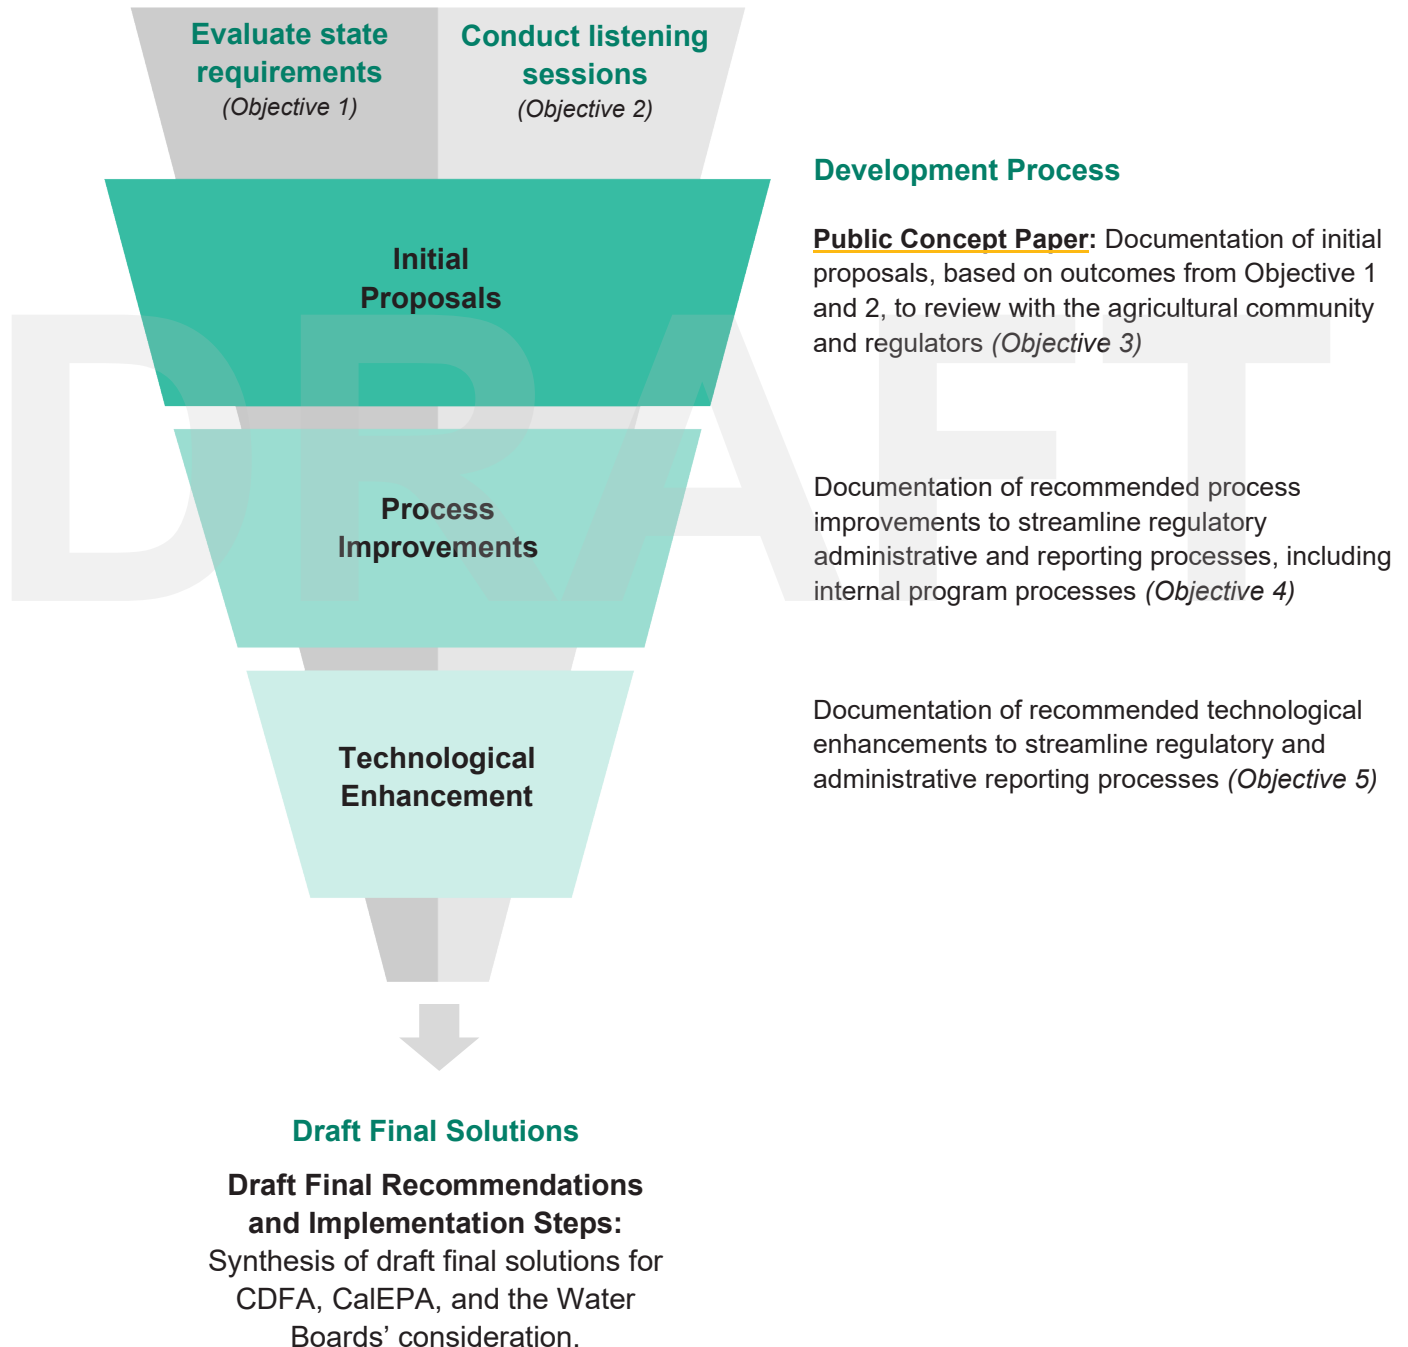 Evaluate state
requirements
(Objective 1)
Conduct listening
sessions
(Objective 2)
Initial
Proposals
Development Process
Public Concept Paper: Documentation of initial
proposals, based on outcomes from Objective 1
and 2, to review with the agricultural community
and regulators (Objective 3)
DRAFT
Process
Improvements
Documentation of recommended process
improvements to streamline regulatory
administrative and reporting processes, including
internal program processes (Objective 4)
Technological
Enhancement
Documentation of recommended technological
enhancements to streamline regulatory and
administrative reporting processes (Objective 5)
Draft Final Solutions
Draft Final Recommendations
and Implementation Steps:
Synthesis of draft final solutions for
CDFA, CalEPA, and the Water
Boards’ consideration.